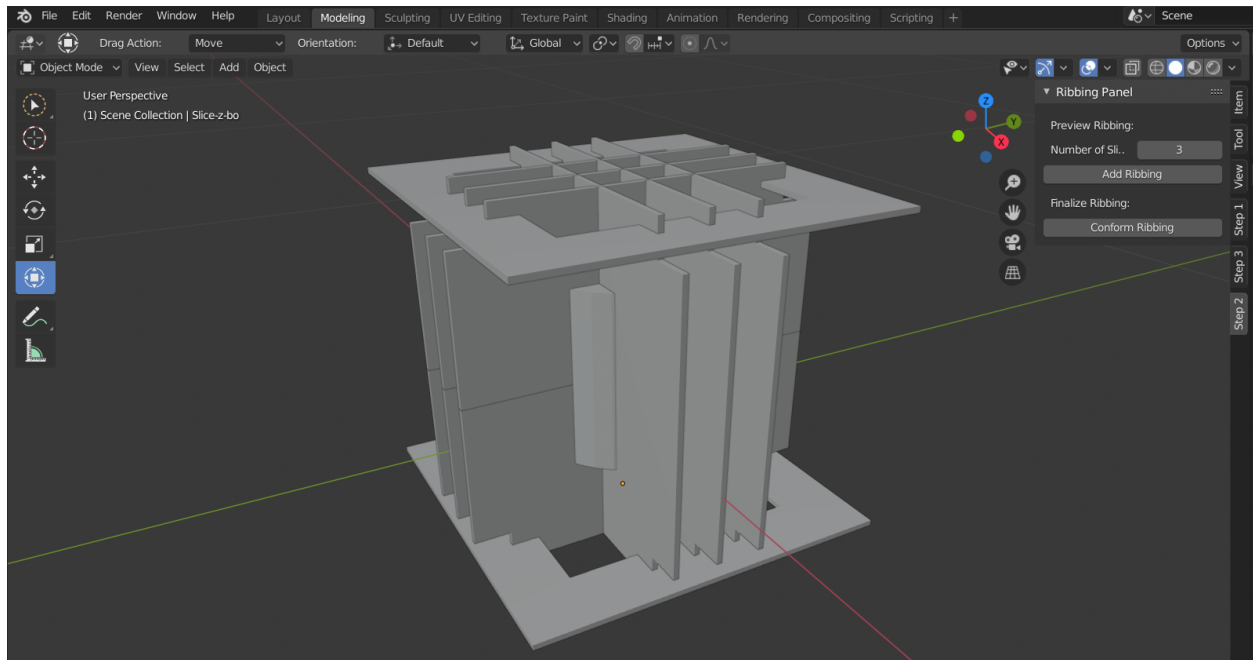 File Edit Render Window Help Layout Modeling Sculpting UV Editing Texture Paint Shading Animation Rendering Compositing Scripting + Scene
Drag Action: Move Orientation: Default Global Options
Object Mode View Select Add Object
User Perspective
(1) Scene Collection | Slice-z-bo
Z
Y
X
Ribbing Panel
Preview Ribbing:
Number of Sli.. 3
Add Ribbing
Finalize Ribbing:
Conform Ribbing
Item
Tool
View
Step 1
Step 3
Step 2